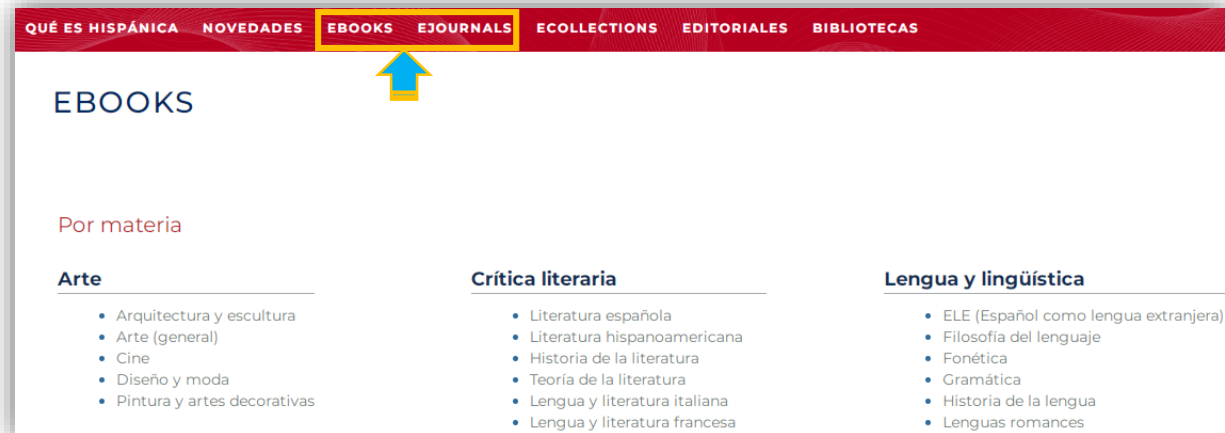 QUÉ ES HISPÁNICA NOVEDADES EBOOKS EJOURNALS ECOLLECTIONS EDITORIALES BIBLIOTECAS
EBOOKS
Por materia
Arte
Arquitectura y escultura
Arte (general)
Cine
Diseño y moda
Pintura y artes decorativas
Crítica literaria
Literatura española
Literatura hispanoamericana
Historia de la literatura
Teoría de la literatura
Lengua y literatura italiana
Lengua y literatura francesa
Lengua y lingüística
ELE (Español como lengua extranjera)
Filosofía del lenguaje
Fonética
Gramática
Historia de la lengua
Lenguas romances